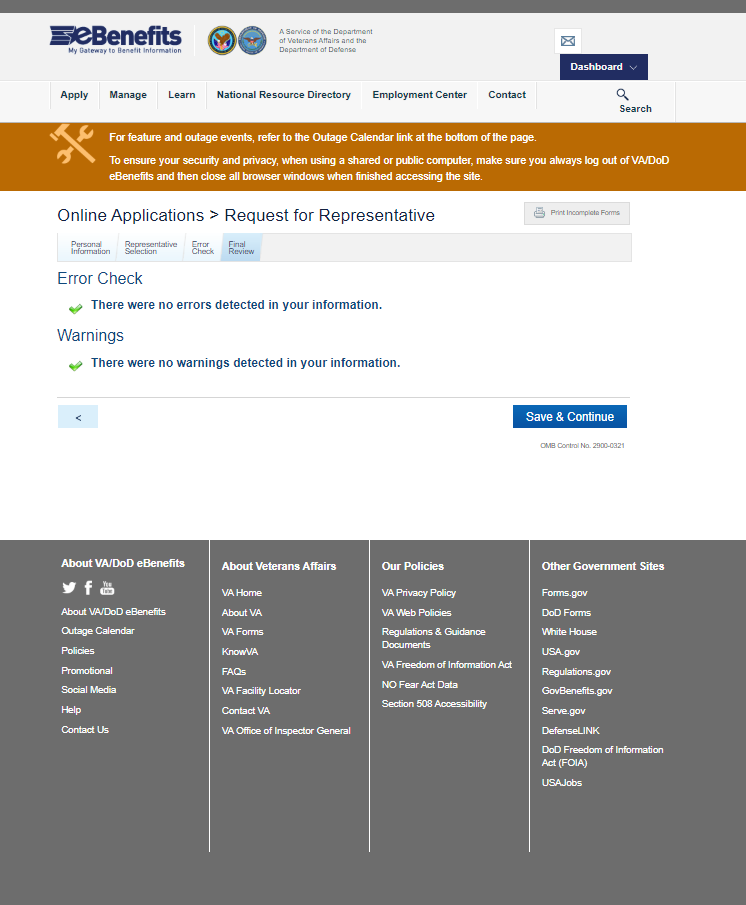 eBenefits
My Gateway to Benefit Information
A Service of the Department
of Veterans Affairs and the
Department of Defense
Dashboard
Apply
Manage
Learn
National Resource Directory
Employment Center
Contact
Search
For feature and outage events, refer to the Outage Calendar link at the bottom of the page.
To ensure your security and privacy, when using a shared or public computer, make sure you always log out of VA/DoD
eBenefits and then close all browser windows when finished accessing the site.
Online Applications > Request for Representative
Print Incomplete Forms
Personal
Information
Representative
Selection
Error
Check
Final
Review
Error Check
There were no errors detected in your information.
Warnings
There were no warnings detected in your information.
<
Save & Continue
OMB Control No. 2900-0321
About VA/DoD eBenefits
You
Tube
About VA/DoD eBenefits
Outage Calendar
Policies
Promotional
Social Media
Help
Contact Us
About Veterans Affairs
VA Home
About VA
VA Forms
KnowVA
FAQs
VA Facility Locator
Contact VA
VA Office of Inspector General
Our Policies
VA Privacy Policy
VA Web Policies
Regulations & Guidance
Documents
VA Freedom of Information Act
NO Fear Act Data
Section 508 Accessibility
Other Government Sites
Forms.gov
DoD Forms
White House
USA.gov
Regulations.gov
GovBenefits.gov
Serve.gov
DefenseLINK
DoD Freedom of Information
Act (FOIA)
USAJobs